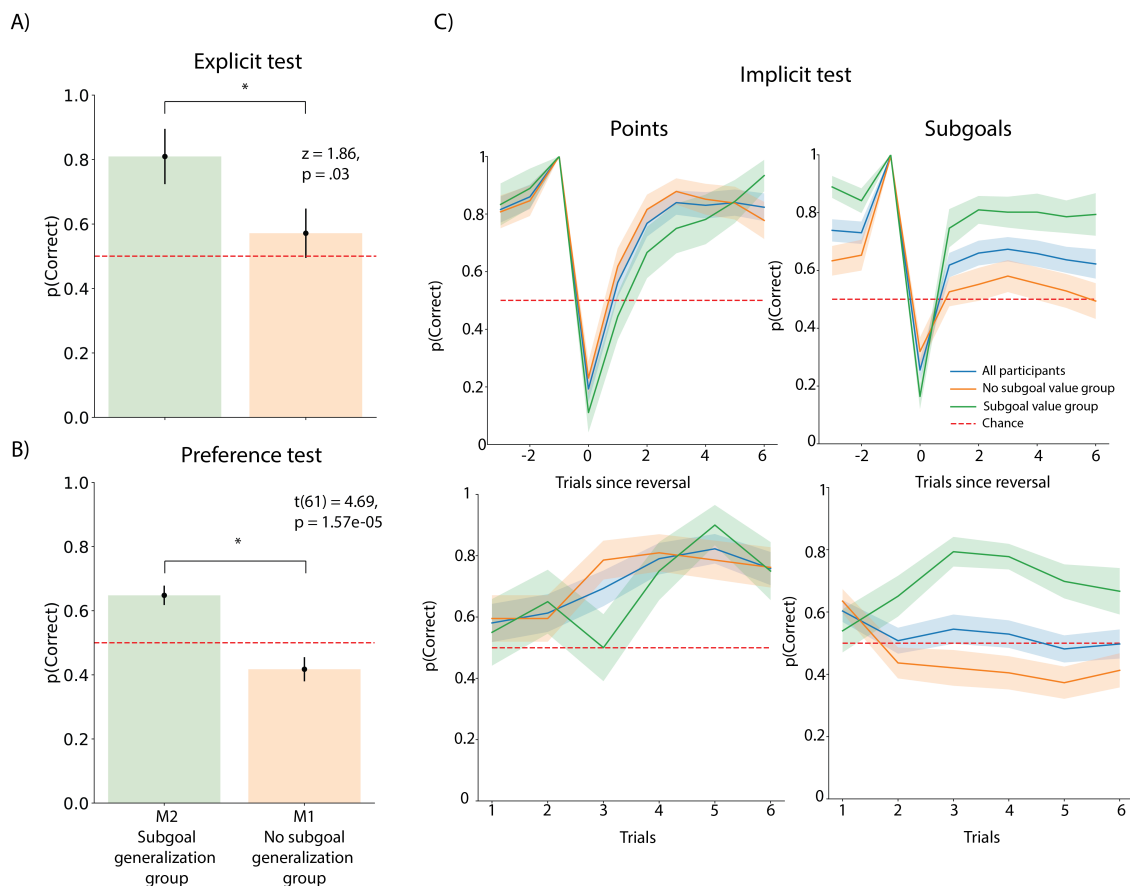 A)
Explicit test
1.0
0.8
0.6
0.4
0.2
0.0
p(Correct)
*
z = 1.86,
p = .03
B)
Preference test
1.0
0.8
0.6
0.4
0.2
0.0
p(Correct)
*
t(61) = 4.69,
p = 1.57e-05
M2
Subgoal
generalization
group
M1
No subgoal
generalization
group
C)
Implicit test
Points
1
0.8
0.6
0.4
0.2
0
p(Correct)
-2
0
2
4
6
Subgoals
1
0.8
0.6
0.4
0.2
0
p(Correct)
All participants
No subgoal value group
Subgoal value group
Chance
-2
0
2
4
6
Trials since reversal
Trials since reversal
1
0.8
0.6
0.4
0.2
0
p(Correct)
1
2
3
4
5
6
Trials
1
0.8
0.6
0.4
0.2
0
p(Correct)
1
2
3
4
5
6
Trials